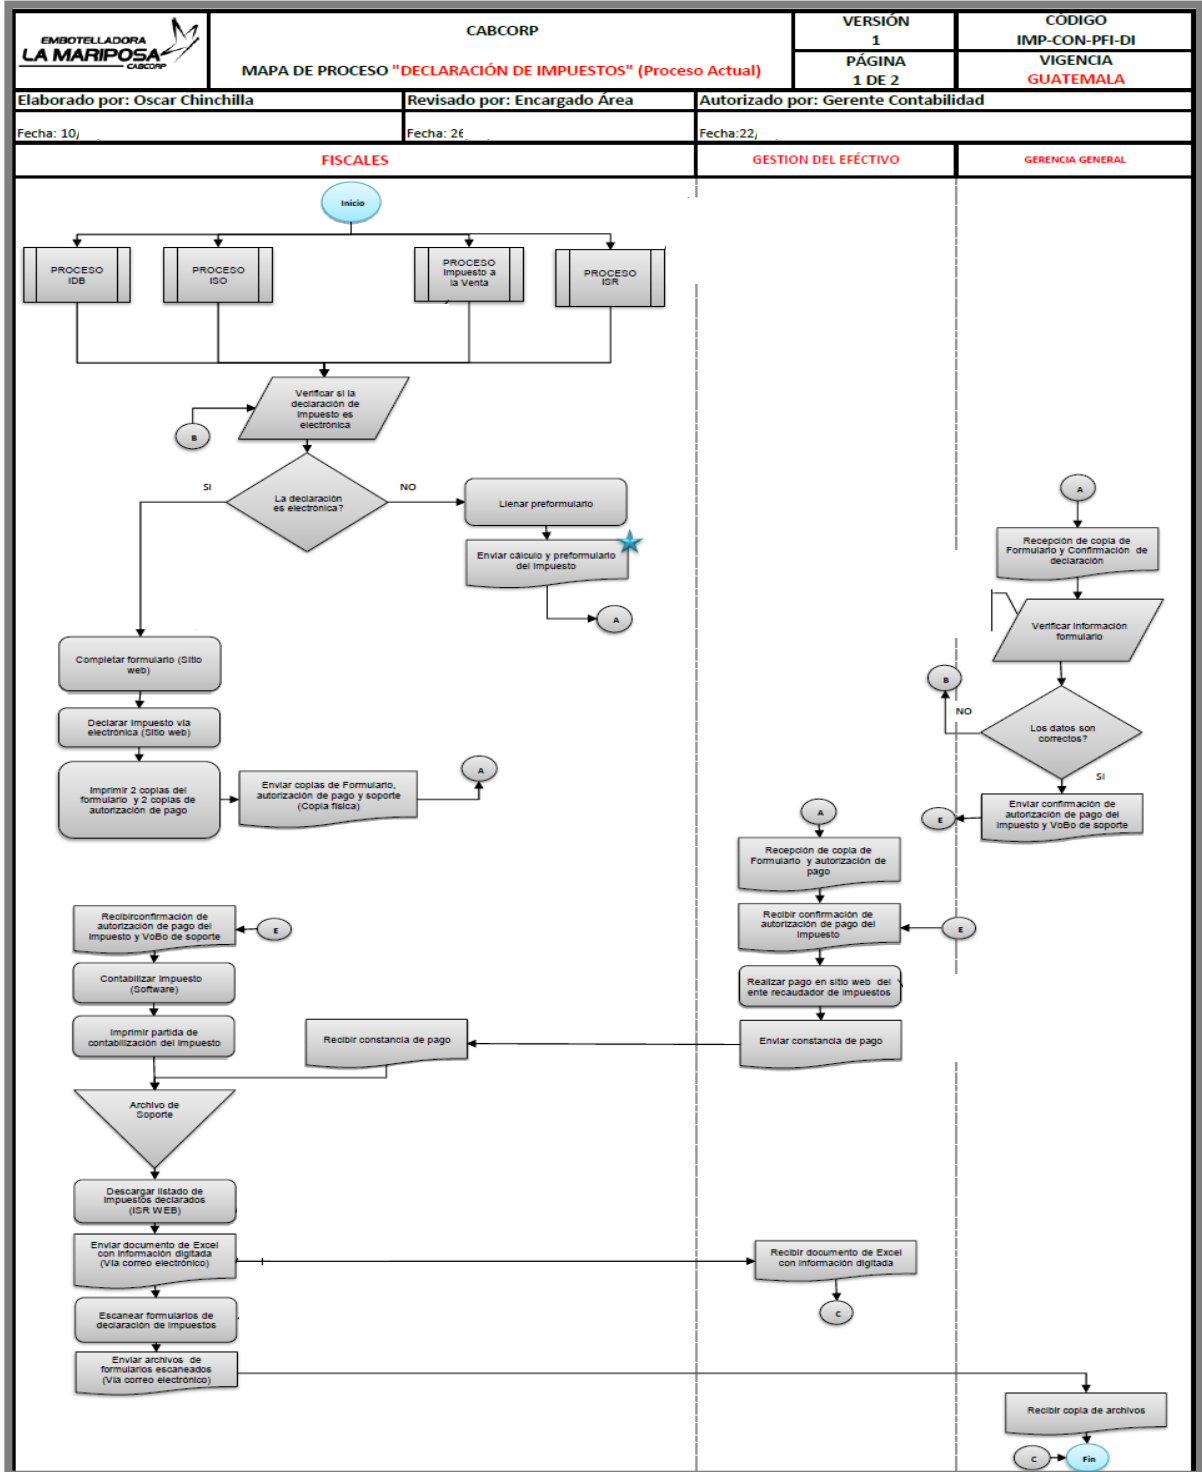 EMBOTELLADORA
LA MARIPOSA
CABCORP
CABCORP
MAPA DE PROCESO "DECLARACIÓN DE IMPUESTOS" (Proceso Actual)
VERSIÓN
1
CÓDIGO
IMP-CON-PFI-DI
PÁGINA
1 DE 2
VIGENCIA
GUATEMALA
Elaborado por: Oscar Chinchilla
Revisado por: Encargado Área
Autorizado por: Gerente Contabilidad
Fecha: 10/
Fecha: 26
Fecha:22/
FISCALES
GESTION DEL EFÉCTIVO
GERENCIA GENERAL
Inicio
PROCESO
IDB
PROCESO
ISO
PROCESO
Impuesto a
la Venta
PROCESO
ISR
Verificar si la
declaración de
Impuesto es
electrónica
B
SI
La declaración
es electrónica?
NO
Llenar preformulario
Enviar cálculo y preformulario
del Impuesto
A
A
Recepción de copia de
Formulario y Confirmación de
declaración
Verificar Información
formulario
B
NO
Los datos son
correctos?
SI
Enviar confirmación de
autorización de pago del
Impuesto y VoBo de soporte
E
Completar formulario (Sitio
web)
Declarar Impuesto vía
electrónica (Sitio web)
Imprimir 2 copias del
formulario y 2 copias de
autorización de pago
Enviar copias de Formulario,
autorización de pago y soporte
(Copia física)
A
A
Recepción de copia de
Formulario y autorización de
pago
Recibir confirmación de
autorización de pago del
Impuesto
E
Realizar pago en sitio web del
ente recaudador de Impuestos
Enviar constancia de pago
Recibirconfirmación de
autorización de pago del
Impuesto y VoBo de soporte
E
Contabilizar Impuesto
(Software)
Imprimir partida de
contabilización del Impuesto
Recibir constancia de pago
Archivo de
Soporte
Descargar listado de
Impuestos declarados
(ISR WEB)
Enviar documento de Excel
con Información digitada
(Vía correo electrónico)
Recibir documento de Excel
con Información digitada
C
Escanear formularios de
declaración de Impuestos
Enviar archivos de
formularios escaneados
(Vía correo electrónico)
Recibir copia de archivos
C
Fin